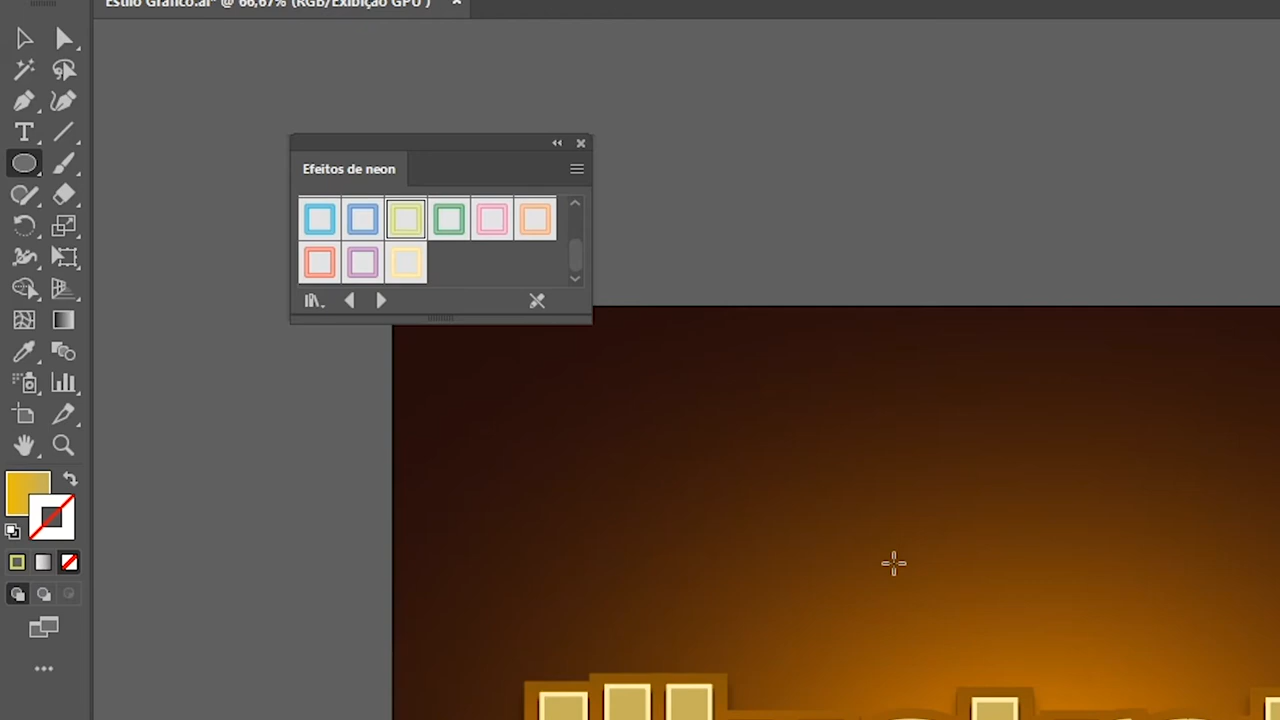 Estilo Gráfico.ai* @ 66,67% (RGB/Exibição GPU )
Efeitos de neon